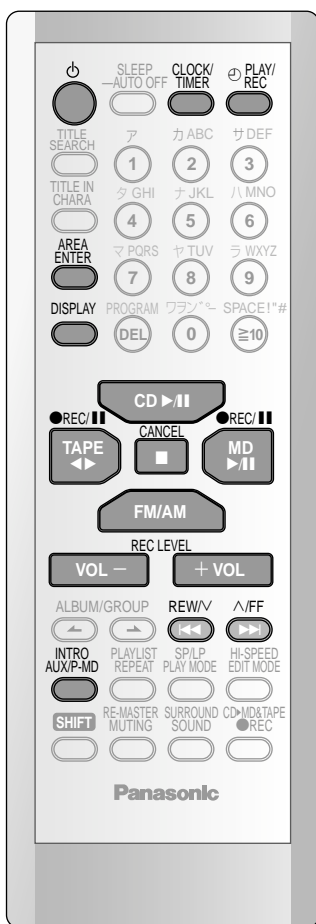 ⏻ SLEEP CLOCK/ ⏲ PLAY/
—AUTO OFF TIMER REC
TITLE ア カ ABC サ DEF
SEARCH
1 2 3
TITLE IN タ GHI ナ JKL ハ MNO
CHARA
4 5 6
AREA マ PQRS ヤ TUV ラ WXYZ
ENTER
7 8 9
DISPLAY PROGRAM ワヲン゛゜ー SPACE!"#
DEL 0 ≧10
CD ▶/❙❙
●REC/❙❙ CANCEL ●REC/❙❙
TAPE ■ MD
◀▶ ▶/❙❙
FM/AM
REC LEVEL
VOL − + VOL
ALBUM/GROUP REW/∨ ∧/FF
⏮ ⏭
INTRO PLAYLIST SP/LP HI-SPEED
AUX/P-MD REPEAT PLAY MODE EDIT MODE
SHIFT RE-MASTER SURROUND CD▶MD&TAPE
MUTING SOUND ●REC
Panasonic